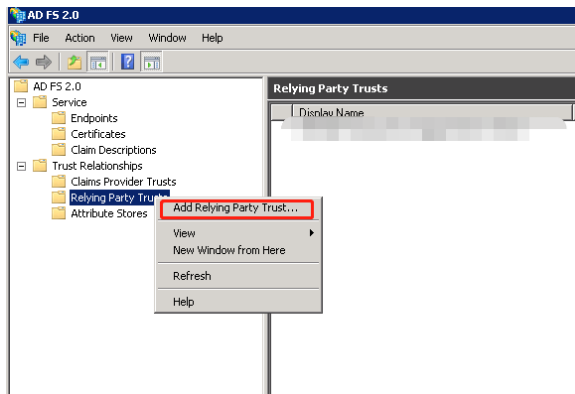 AD FS 2.0
File Action View Window Help
AD FS 2.0
Service
Endpoints
Certificates
Claim Descriptions
Trust Relationships
Claims Provider Trusts
Relying Party Trusts
Attribute Stores
Relying Party Trusts
Display Name
Add Relying Party Trust...
View
New Window from Here
Refresh
Help